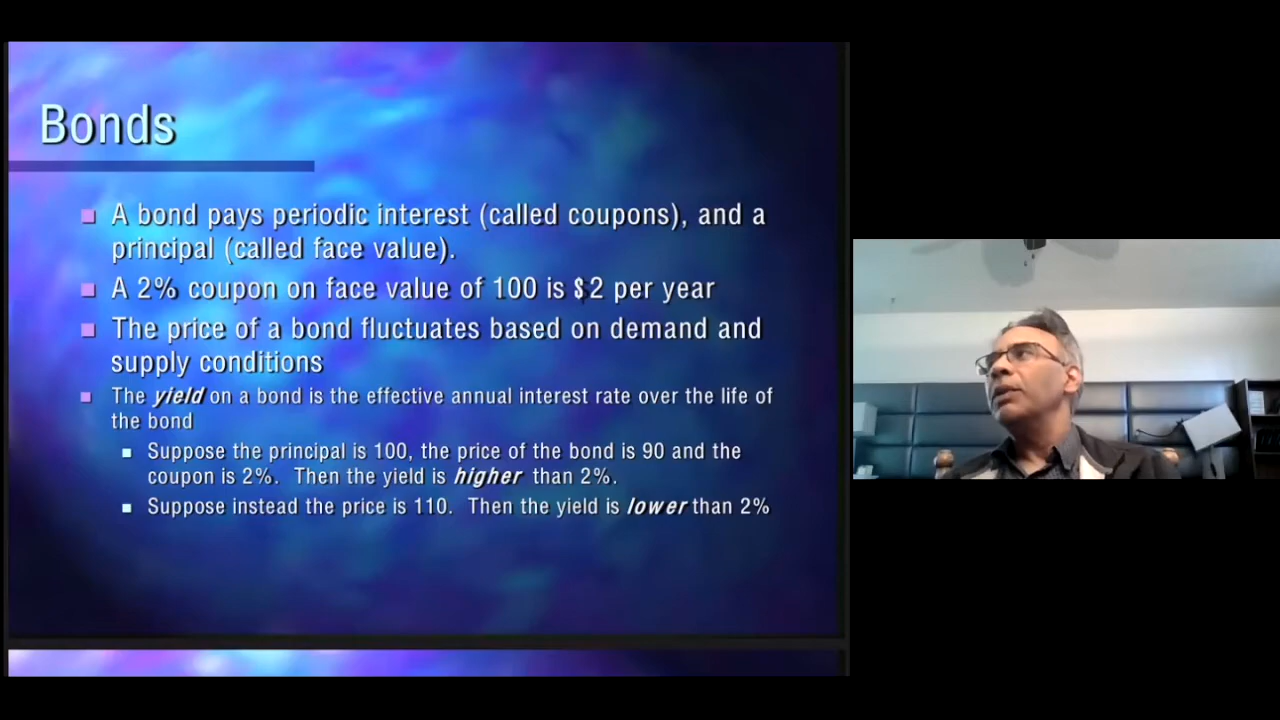 Bonds
A bond pays periodic interest (called coupons), and a
principal (called face value).
A 2% coupon on face value of 100 is $2 per year
The price of a bond fluctuates based on demand and
supply conditions
The yield on a bond is the effective annual interest rate over the life of
the bond
Suppose the principal is 100, the price of the bond is 90 and the
coupon is 2%. Then the yield is higher than 2%.
Suppose instead the price is 110. Then the yield is lower than 2%